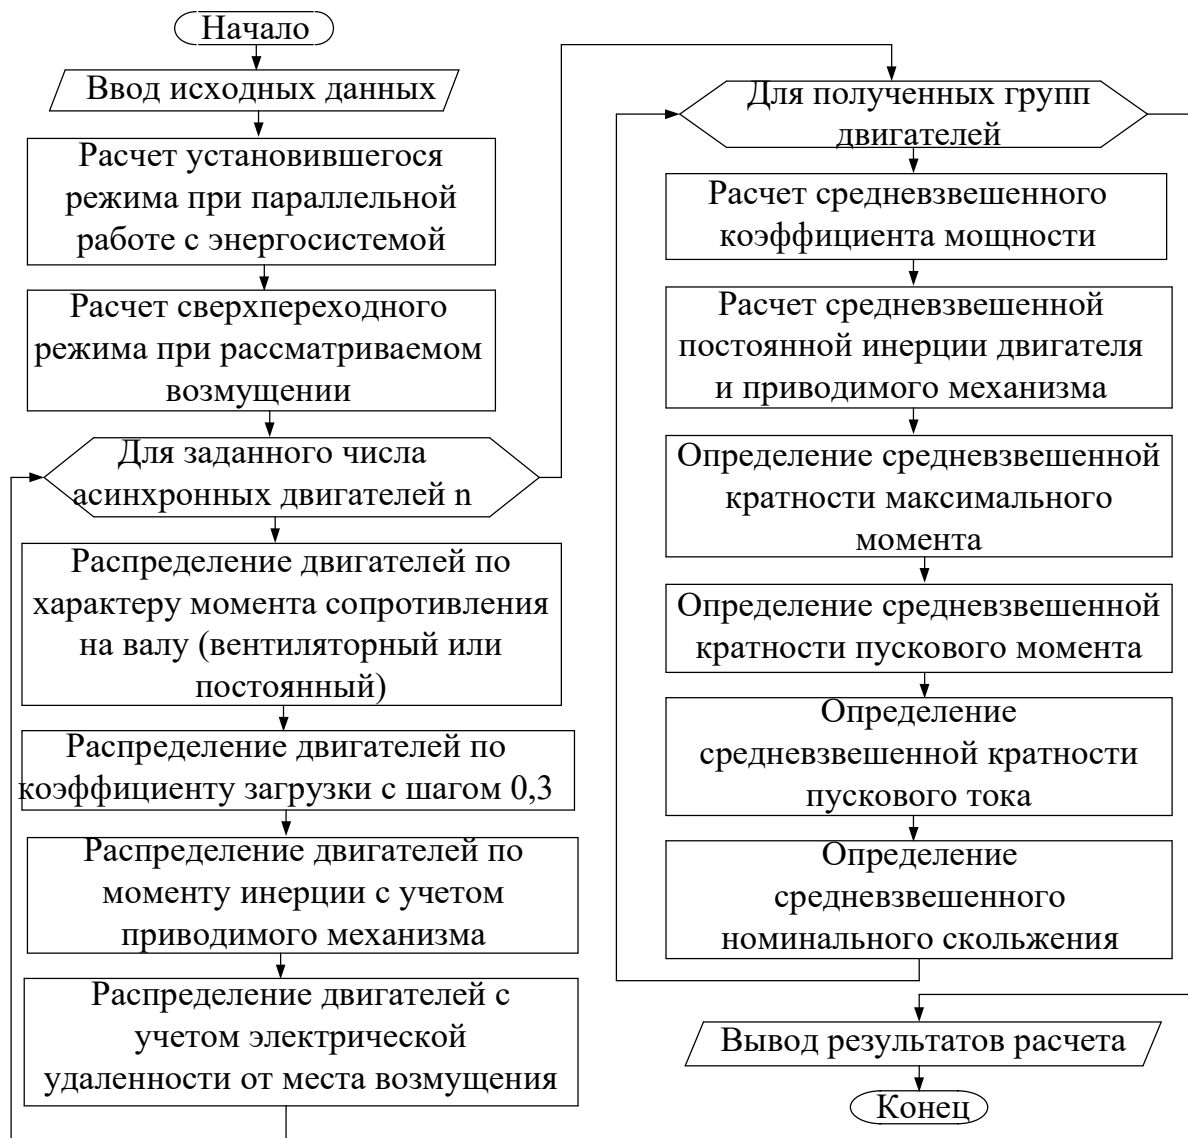 Начало
Ввод исходных данных
Расчет установившегося
режима при параллельной
работе с энергосистемой
Расчет сверхпереходного
режима при рассматриваемом
возмущении
Для заданного числа
асинхронных двигателей n
Распределение двигателей по
характеру момента сопротивления
на валу (вентиляторный или
постоянный)
Распределение двигателей по
коэффициенту загрузки с шагом 0,3
Распределение двигателей по
моменту инерции с учетом
приводимого механизма
Распределение двигателей с
учетом электрической
удаленности от места возмущения
Для полученных групп
двигателей
Расчет средневзвешенного
коэффициента мощности
Расчет средневзвешенной
постоянной инерции двигателя
и приводимого механизма
Определение средневзвешенной
кратности максимального
момента
Определение средневзвешенной
кратности пускового момента
Определение
средневзвешенной кратности
пускового тока
Определение
средневзвешенного
номинального скольжения
Вывод результатов расчета
Конец